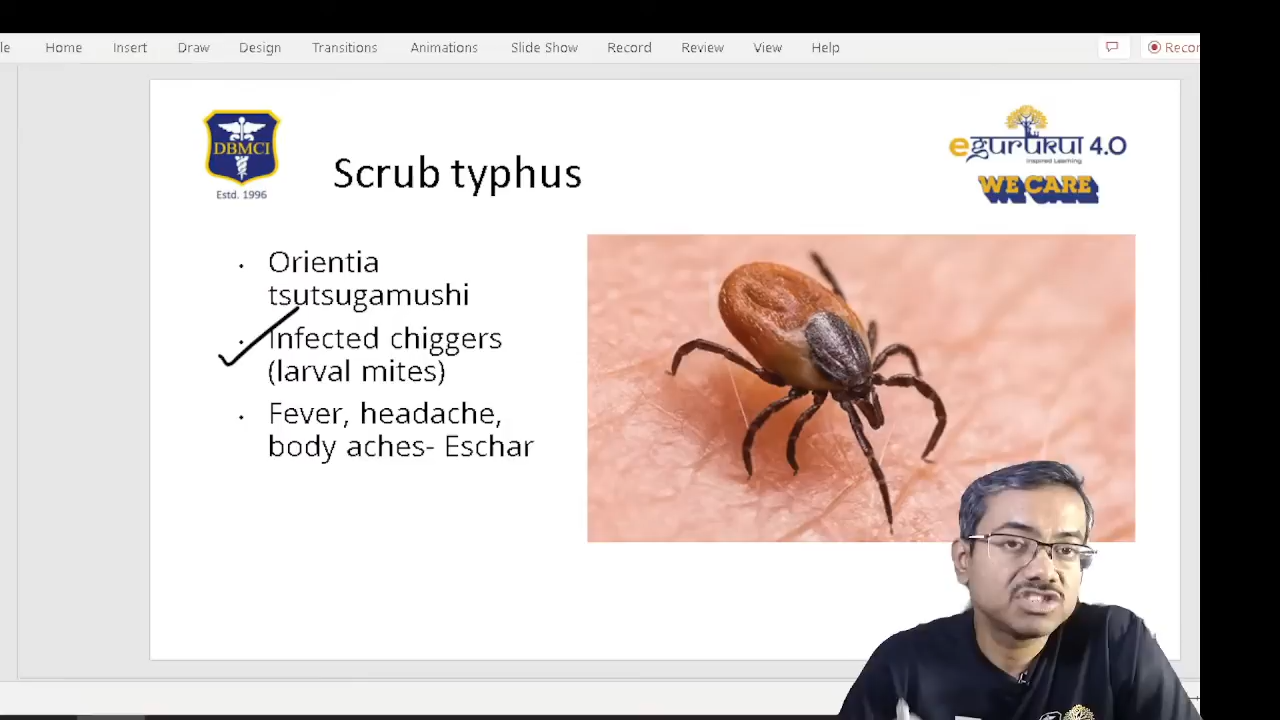 le Home Insert Draw Design Transitions Animations Slide Show Record Review View Help Recor
DBMCI
Estd. 1996
Scrub typhus
egurukul 4.0
Inspired Learning
WE CARE
· Orientia
tsutsugamushi
· Infected chiggers
(larval mites)
· Fever, headache,
body aches- Eschar